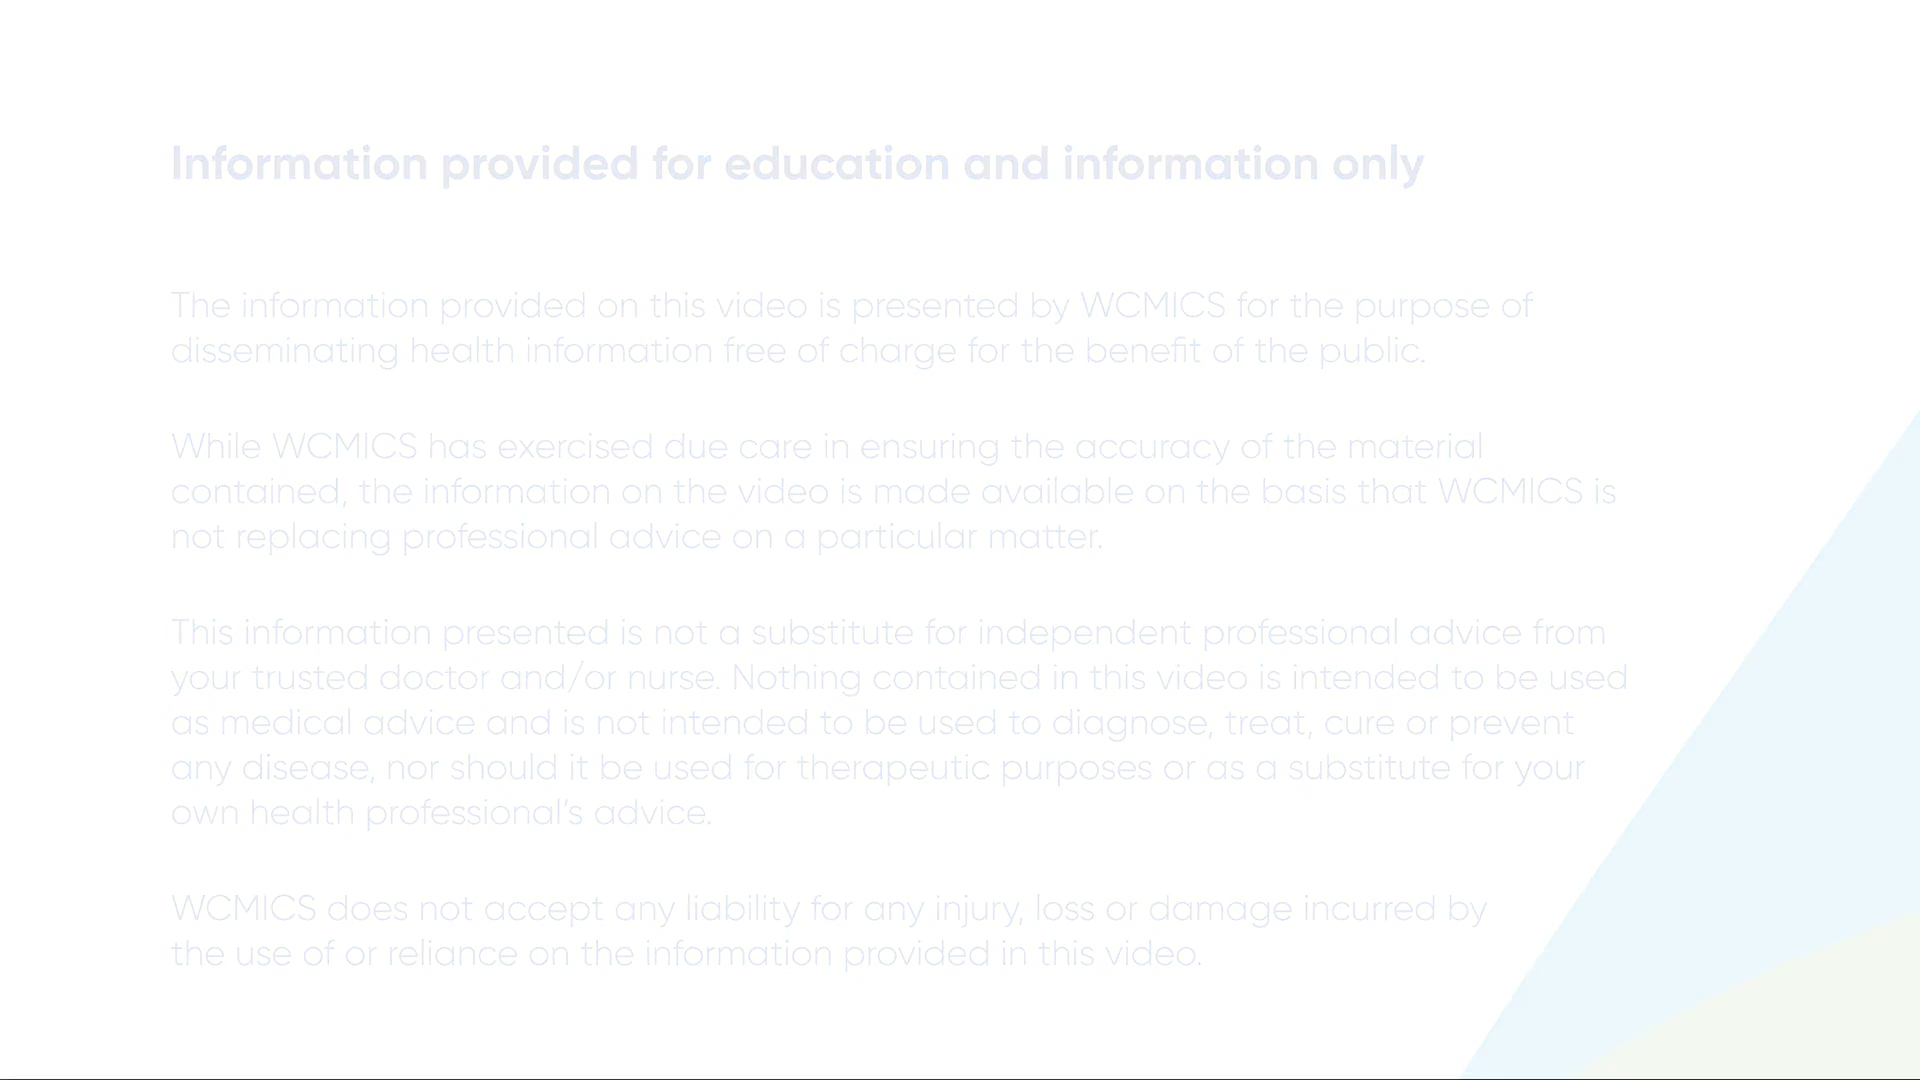 Information provided for education and information only
The information provided on this video is presented by WCMICS for the purpose of
disseminating health information free of charge for the benefit of the public.
While WCMICS has exercised due care in ensuring the accuracy of the material
contained, the information on the video is made available on the basis that WCMICS is
not replacing professional advice on a particular matter.
This information presented is not a substitute for independent professional advice from
your trusted doctor and/or nurse. Nothing contained in this video is intended to be used
as medical advice and is not intended to be used to diagnose, treat, cure or prevent
any disease, nor should it be used for therapeutic purposes or as a substitute for your
own health professional’s advice.
WCMICS does not accept any liability for any injury, loss or damage incurred by
the use of or reliance on the information provided in this video.